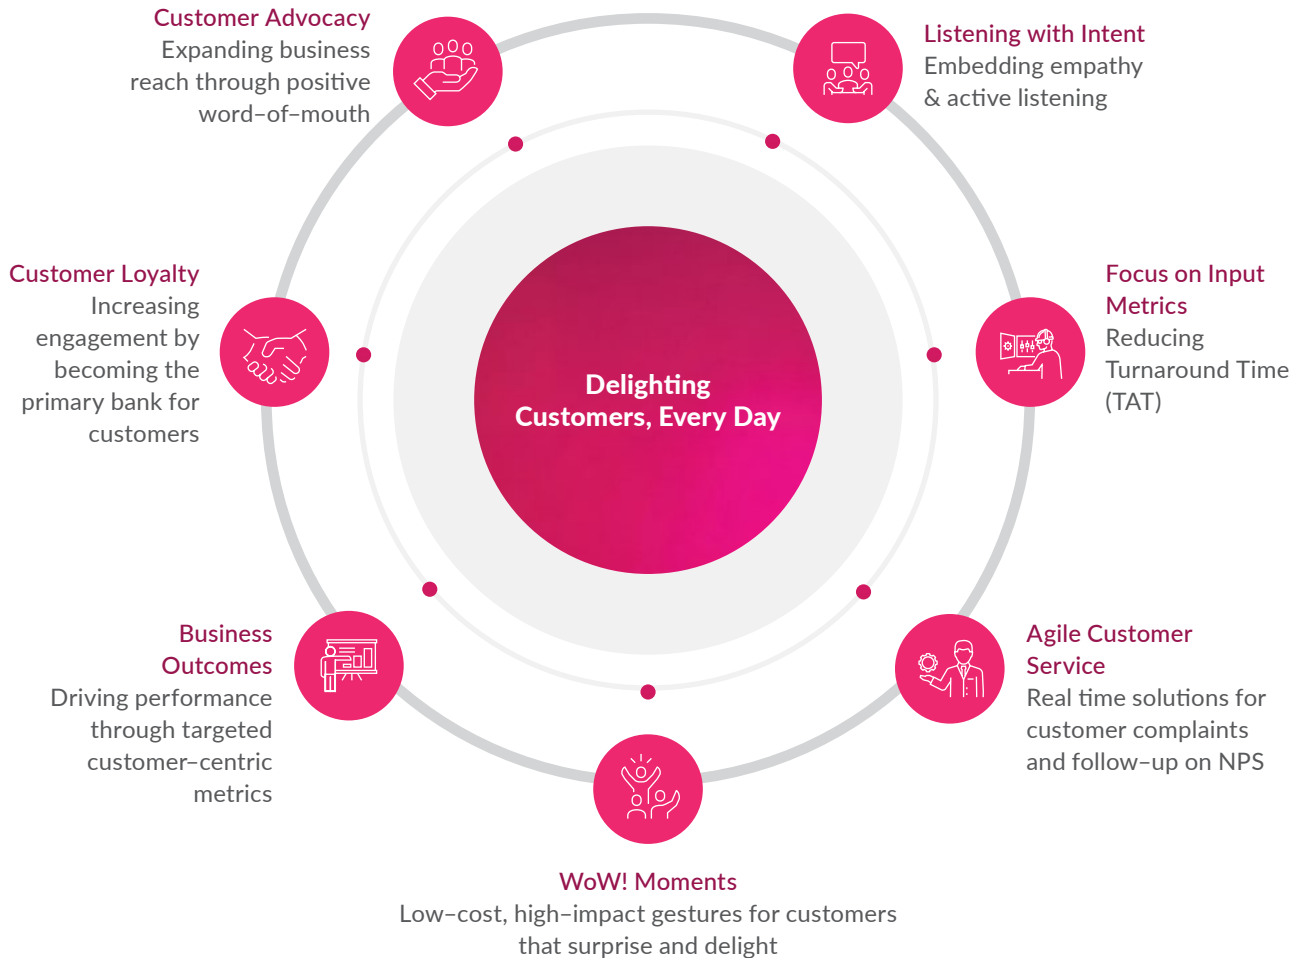 Customer Advocacy
Expanding business
reach through positive
word–of–mouth
Listening with Intent
Embedding empathy
& active listening
Customer Loyalty
Increasing
engagement by
becoming the
primary bank for
customers
Focus on Input
Metrics
Reducing
Turnaround Time
(TAT)
Delighting
Customers, Every Day
Business
Outcomes
Driving performance
through targeted
customer–centric
metrics
Agile Customer
Service
Real time solutions for
customer complaints
and follow–up on NPS
WoW! Moments
Low–cost, high–impact gestures for customers
that surprise and delight